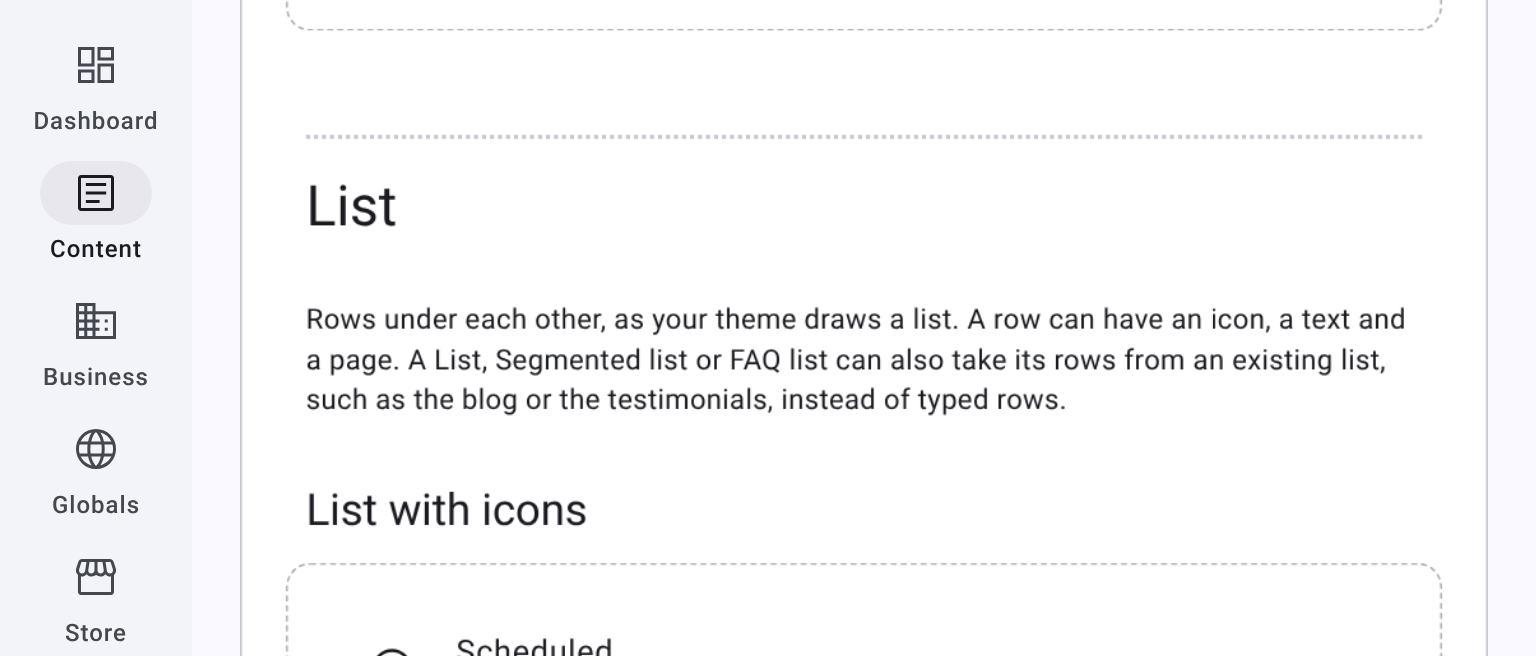 Dashboard
Content
Business
Globals
Store
List
Rows under each other, as your theme draws a list. A row can have an icon, a text and
a page. A List, Segmented list or FAQ list can also take its rows from an existing list,
such as the blog or the testimonials, instead of typed rows.
List with icons
Scheduled